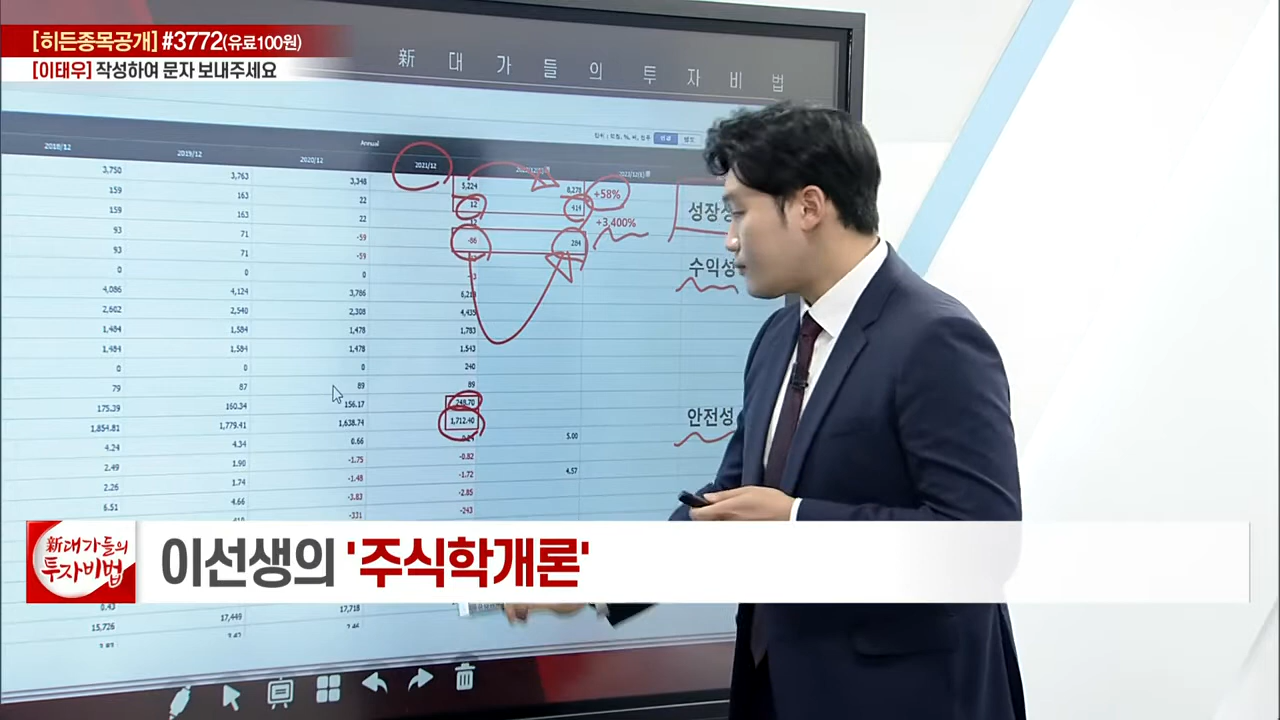 [히든종목공개] #3772(유료100원)
[이태우] 작성하여 문자 보내주세요
新 대 가 들 의 투 자 비 법
Annual
2018/12 2019/12 2020/12 2021/12
3,750 3,763 3,348 5,224 8,278 +58% 성장성
159 163 22 12 414
+3,400%
159 163 22
93 71 -59 -86 284
93 71 -59 수익성
0 0 0
4,086 4,124 3,786
2,602 2,540 2,308 4,435
1,484 1,584 1,478 1,783
1,484 1,584 1,478 1,543
0 0 0 240
79 87 89 89
175.39 160.34 156.17 248.70
1,854.81 1,779.41 1,638.74 1,712.40 안전성
4.24 4.34 0.66 5.00
2.49 1.90 -1.75 -0.82
2.26 1.74 -1.48 -1.72 4.57
6.51 4.66 -3.83 -2.85
-331 -243
新대가들의
투자비법
이선생의 '주식학개론'
0.43
15,726 17,449 17,718